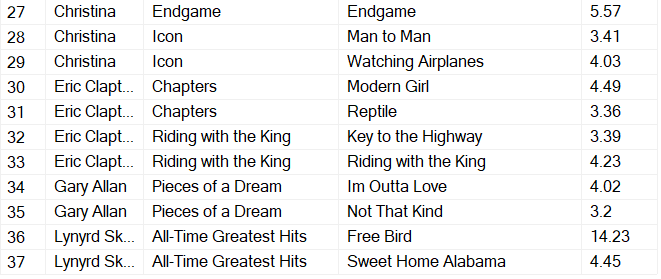 27 Christina Endgame Endgame 5.57
28 Christina Icon Man to Man 3.41
29 Christina Icon Watching Airplanes 4.03
30 Eric Clapt... Chapters Modern Girl 4.49
31 Eric Clapt... Chapters Reptile 3.36
32 Eric Clapt... Riding with the King Key to the Highway 3.39
33 Eric Clapt... Riding with the King Riding with the King 4.23
34 Gary Allan Pieces of a Dream Im Outta Love 4.02
35 Gary Allan Pieces of a Dream Not That Kind 3.2
36 Lynyrd Sk... All-Time Greatest Hits Free Bird 14.23
37 Lynyrd Sk... All-Time Greatest Hits Sweet Home Alabama 4.45